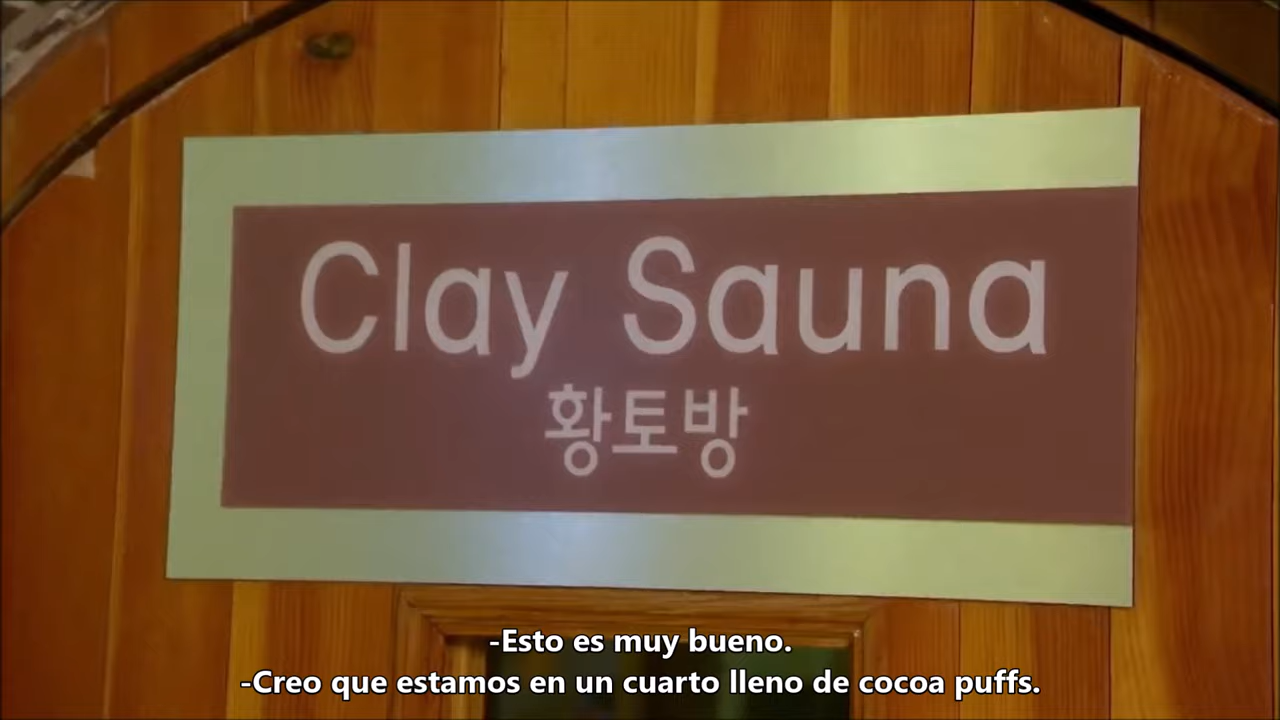 Clay Sauna
황토방
-Esto es muy bueno.
-Creo que estamos en un cuarto lleno de cocoa puffs.